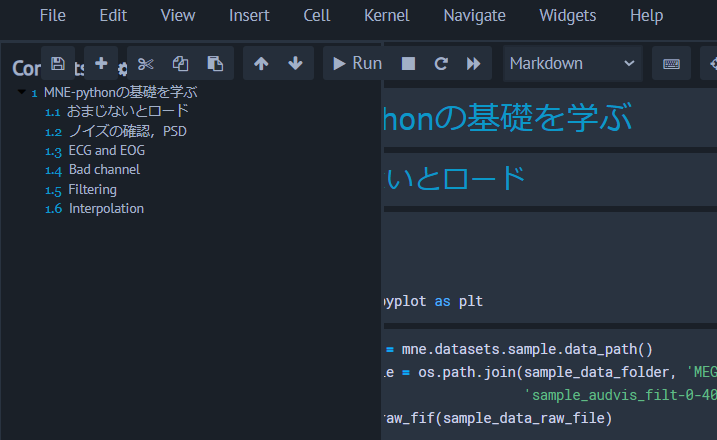 File Edit View Insert Cell Kernel Navigate Widgets Help
Run Markdown
1 MNE-pythonの基礎を学ぶ
1.1 おまじないとロード
1.2 ノイズの確認，PSD
1.3 ECG and EOG
1.4 Bad channel
1.5 Filtering
1.6 Interpolation
honの基礎を学ぶ
いとロード
pyplot as plt
= mne.datasets.sample.data_path()
le = os.path.join(sample_data_folder, 'MEG
'sample_audvis_filt-0-40
raw_fif(sample_data_raw_file)